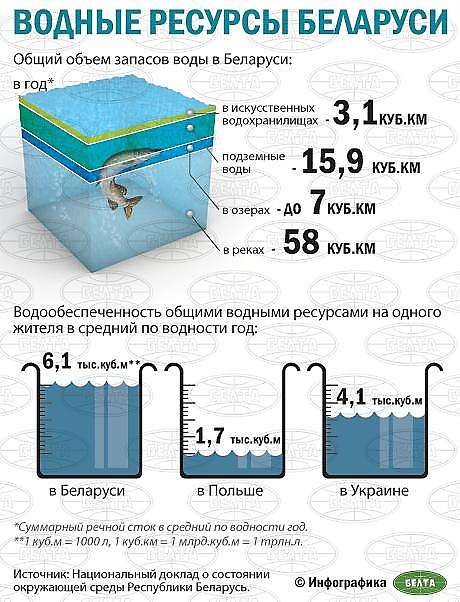 ВОДНЫЕ РЕСУРСЫ БЕЛАРУСИ
Общий объем запасов воды в Беларуси:
в год*
в искусственных
водохранилищах - 3,1 КУБ.КМ
подземные
воды - 15,9 КУБ.КМ
в озерах - ДО 7 КУБ.КМ
в реках - 58 КУБ.КМ
Водообеспеченность общими водными ресурсами на одного
жителя в средний по водности год:
6,1 тыс.куб.м**
1,7 тыс.куб.м
4,1 тыс.куб.м
в Беларуси
в Польше
в Украине
*Суммарный речной сток в средний по водности год.
**1 куб.м = 1000 л, 1 куб.км = 1 млрд.куб.м = 1 трлн.л.
Источник: Национальный доклад о состоянии
окружающей среды Республики Беларусь.
© Инфографика БЕЛТА